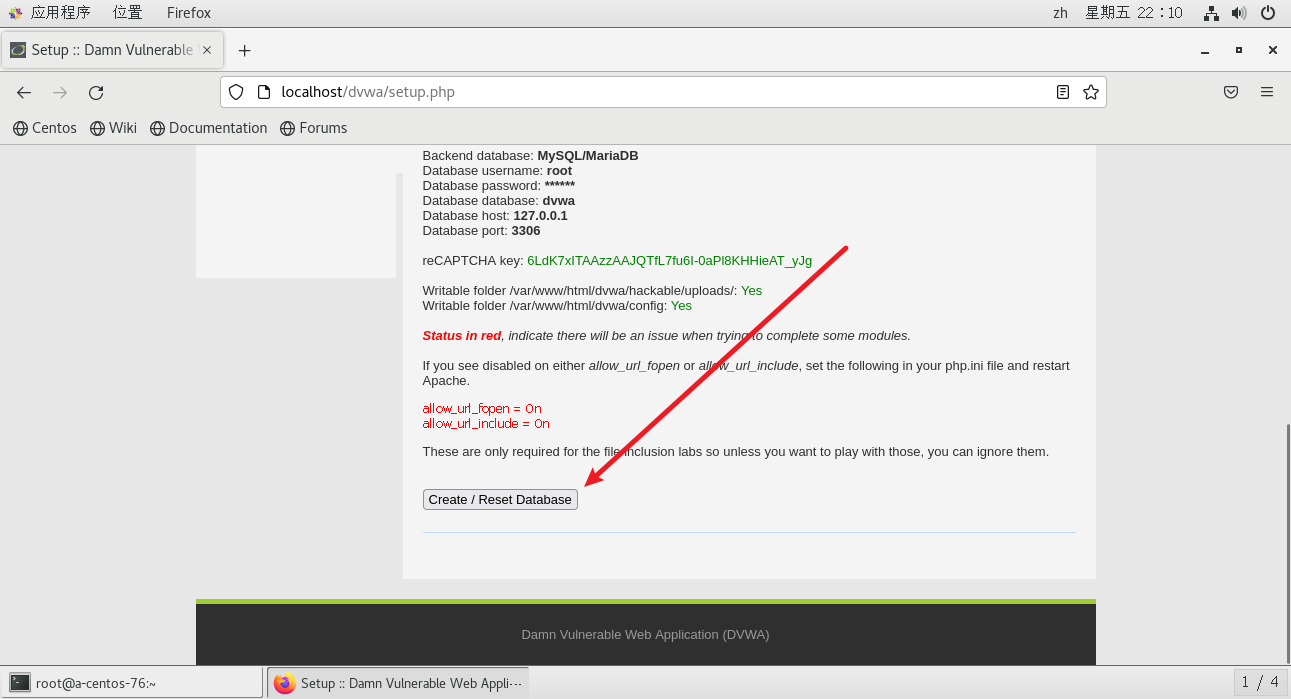 应用程序 位置 Firefox zh 星期五 22：10
Setup :: Damn Vulnerable
localhost/dvwa/setup.php
Centos Wiki Documentation Forums
Backend database: MySQL/MariaDB
Database username: root
Database password: ******
Database database: dvwa
Database host: 127.0.0.1
Database port: 3306
reCAPTCHA key: 6LdK7xITAAzzAAJQTfL7fu6I-0aPl8KHHieAT_yJg
Writable folder /var/www/html/dvwa/hackable/uploads/: Yes
Writable folder /var/www/html/dvwa/config: Yes
Status in red, indicate there will be an issue when trying to complete some modules.
If you see disabled on either allow_url_fopen or allow_url_include, set the following in your php.ini file and restart
Apache.
allow_url_fopen = On
allow_url_include = On
These are only required for the file inclusion labs so unless you want to play with those, you can ignore them.
Create / Reset Database
Damn Vulnerable Web Application (DVWA)
root@a-centos-76:~ Setup :: Damn Vulnerable Web Appli··· 1 / 4